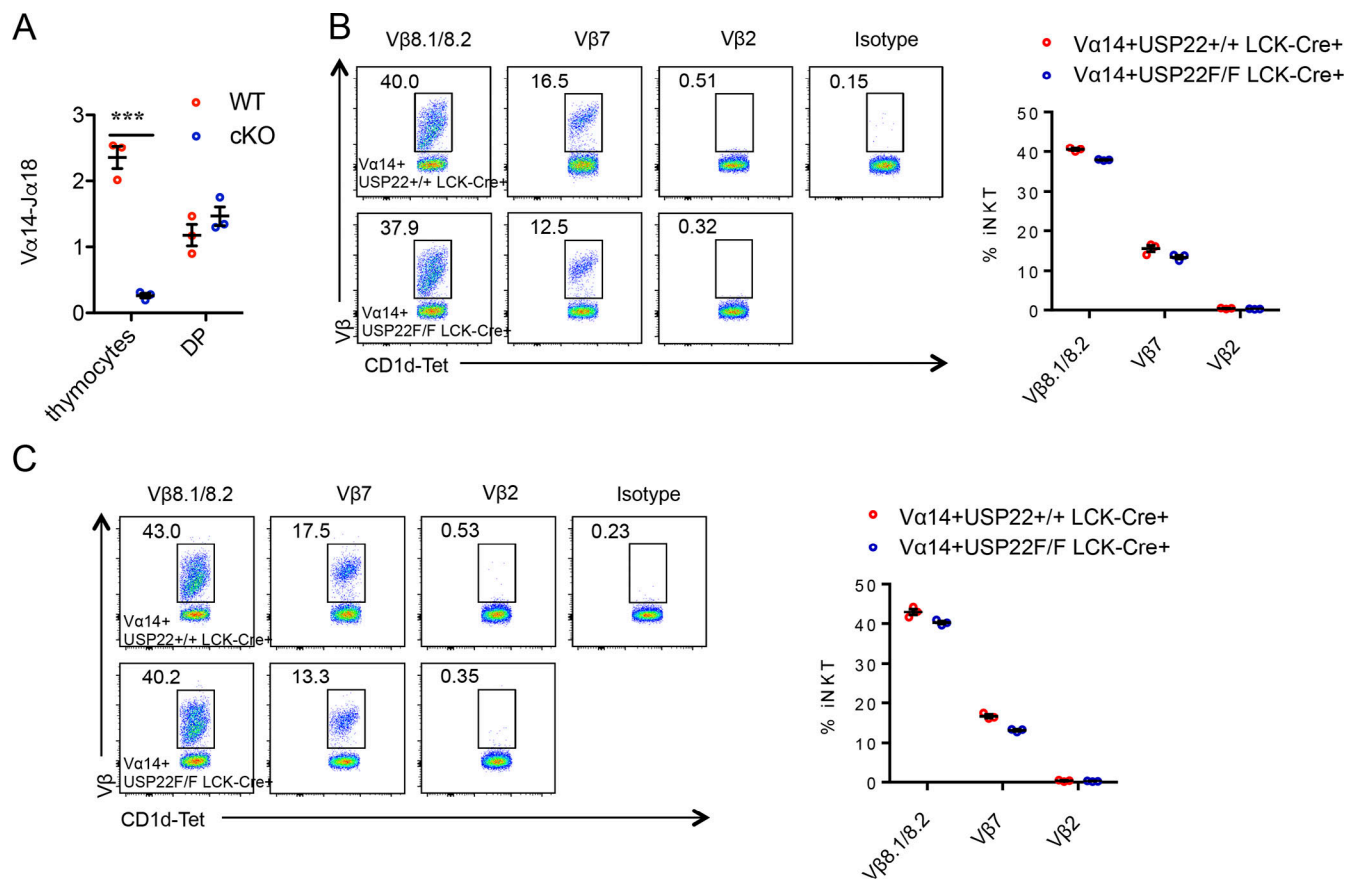 A
WT
cKO
***
Vα14-Jα18
3
2
1
0
thymocytes
DP
B
Vβ8.1/8.2
Vβ7
Vβ2
Isotype
40.0
16.5
0.51
0.15
Vα14+
USP22+/+ LCK-Cre+
37.9
12.5
0.32
Vα14+
USP22F/F LCK-Cre+
Vβ
CD1d-Tet
Vα14+USP22+/+ LCK-Cre+
Vα14+USP22F/F LCK-Cre+
% iNKT
50
40
30
20
10
0
Vβ8.1/8.2
Vβ7
Vβ2
C
Vβ8.1/8.2
Vβ7
Vβ2
Isotype
43.0
17.5
0.53
0.23
Vα14+
USP22+/+ LCK-Cre+
40.2
13.3
0.35
Vα14+
USP22F/F LCK-Cre+
Vβ
CD1d-Tet
Vα14+USP22+/+ LCK-Cre+
Vα14+USP22F/F LCK-Cre+
% iNKT
50
40
30
20
10
0
Vβ8.1/8.2
Vβ7
Vβ2